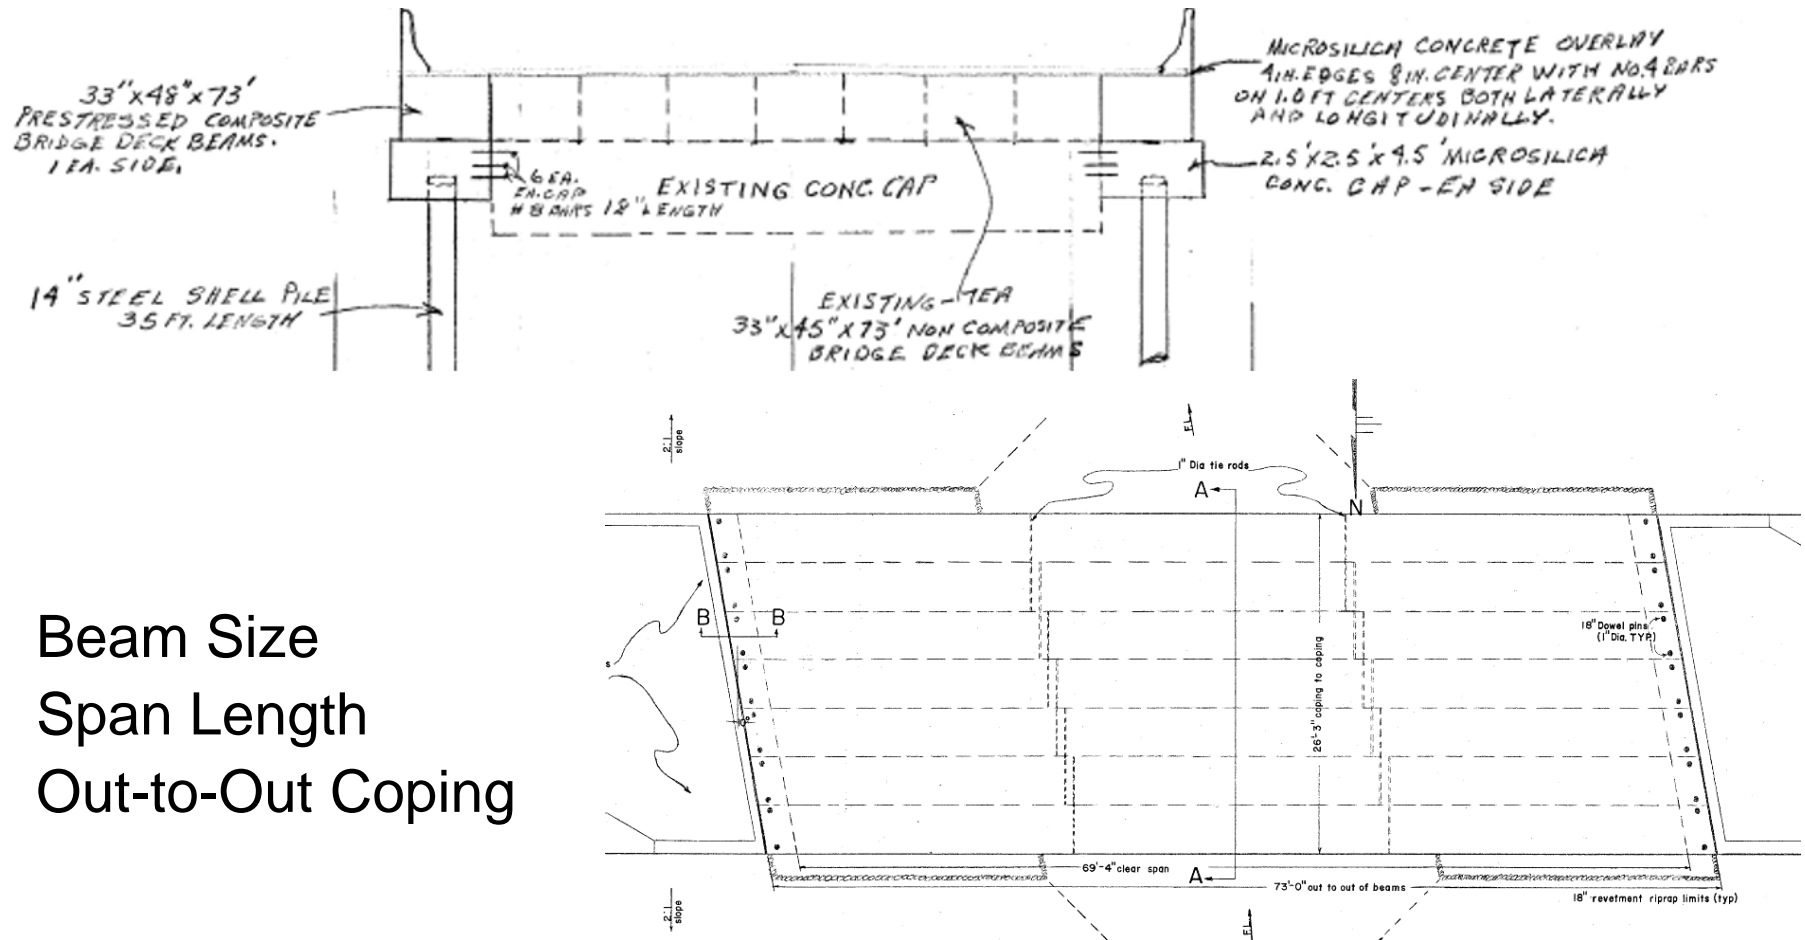 33"x48"x73'
PRESTRESSED COMPOSITE
BRIDGE DECK BEAMS.
1 EA. SIDE.
MICROSILICA CONCRETE OVERLAY
4 IN. EDGES 8 IN. CENTER WITH NO. 4 BARS
ON 1.0 FT CENTERS BOTH LATERALLY
AND LONGITUDINALLY.
2.5'x2.5'x4.5' MICROSILICA
CONC. CAP - EA SIDE
6 EA.
EA. CAP
#8 BARS 18" LENGTH
EXISTING CONC. CAP
14" STEEL SHELL PILE
35 FT. LENGTH
EXISTING - 7EA
33"x45"x73' NON COMPOSITE
BRIDGE DECK BEAMS
2:1
slope
FL
1" Dia tie rods
A
N
B B
18" Dowel pins
(1" Dia. TYP.)
26'-3" coping to coping
s
Beam Size
Span Length
Out-to-Out Coping
69'-4" clear span
A
73'-0" out to out of beams
18" revetment riprap limits (typ)
2:1
slope
FL